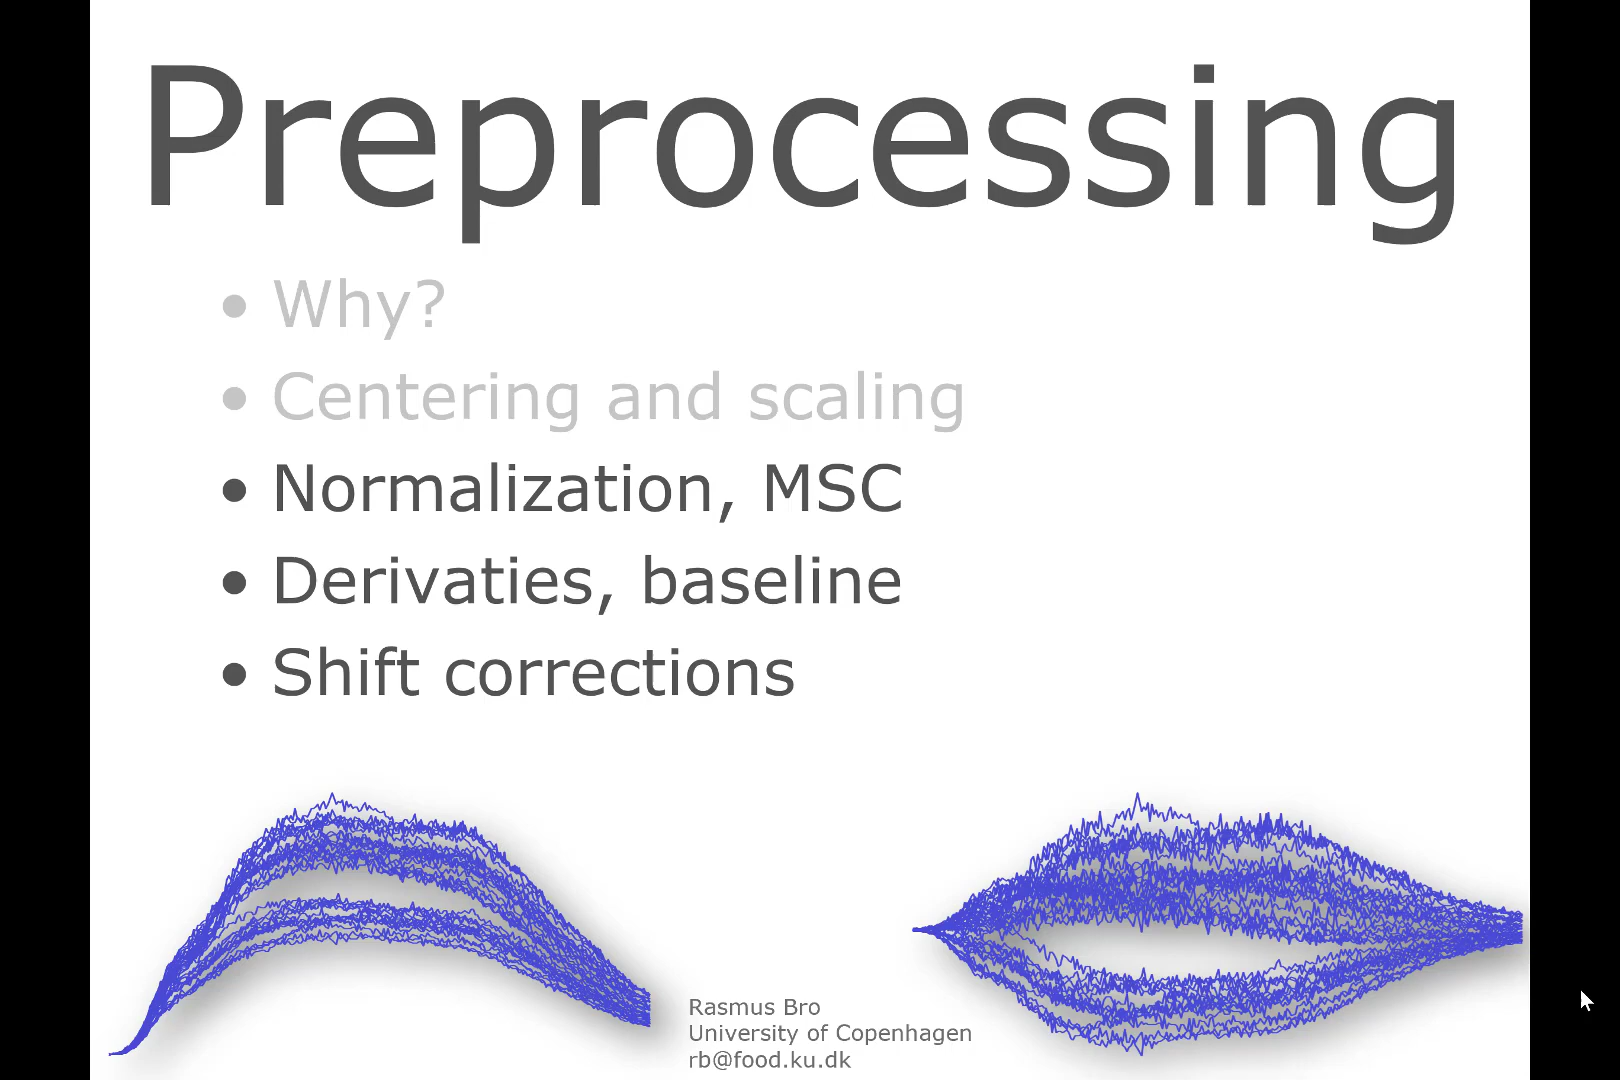 Preprocessing
• Why?
• Centering and scaling
• Normalization, MSC
• Derivaties, baseline
• Shift corrections
Rasmus Bro
University of Copenhagen
rb@food.ku.dk